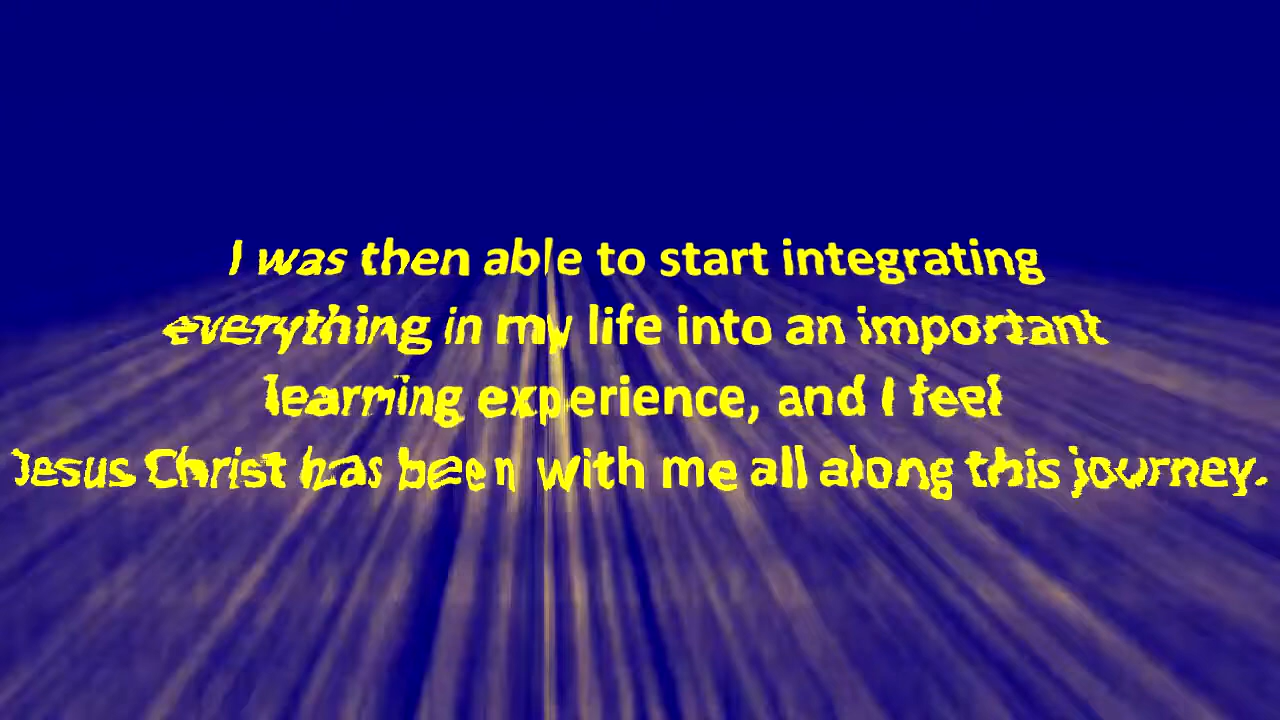 I was then able to start integrating
everything in my life into an important
learning experience, and I feel
Jesus Christ has been with me all along this journey.